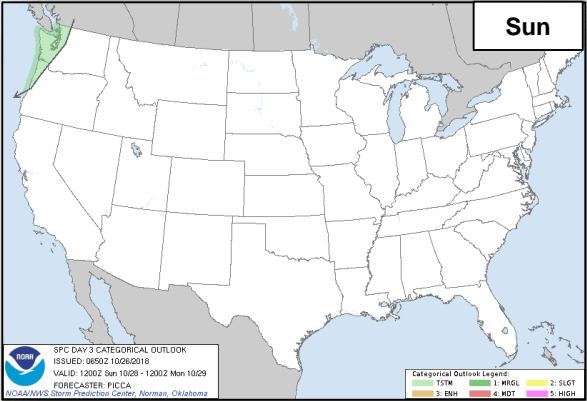 Sun
SPC DAY 3 CATEGORICAL OUTLOOK
ISSUED: 0650Z 10/26/2018
VALID: 1200Z Sun 10/28 - 1200Z Mon 10/29
FORECASTER: PICCA
NOAA/NWS Storm Prediction Center, Norman, Oklahoma
NOAA
Categorical Outlook Legend:
TSTM 1: MRGL 2: SLGT
3: ENH 4: MDT 5: HIGH